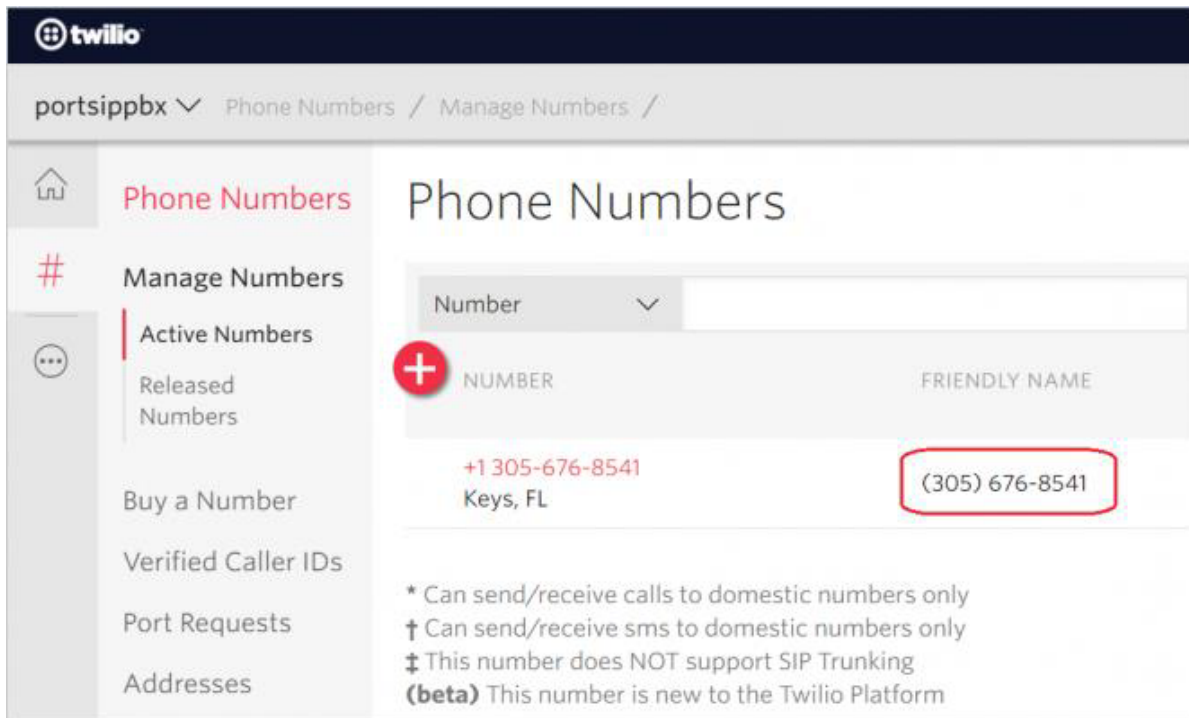 twilio
portsippbx Phone Numbers / Manage Numbers /
Phone Numbers
Manage Numbers
Active Numbers
Released
Numbers
Buy a Number
Verified Caller IDs
Port Requests
Addresses
Phone Numbers
#
Number
NUMBER FRIENDLY NAME
+1 305-676-8541
Keys, FL
(305) 676-8541
* Can send/receive calls to domestic numbers only
† Can send/receive sms to domestic numbers only
‡ This number does NOT support SIP Trunking
(beta) This number is new to the Twilio Platform